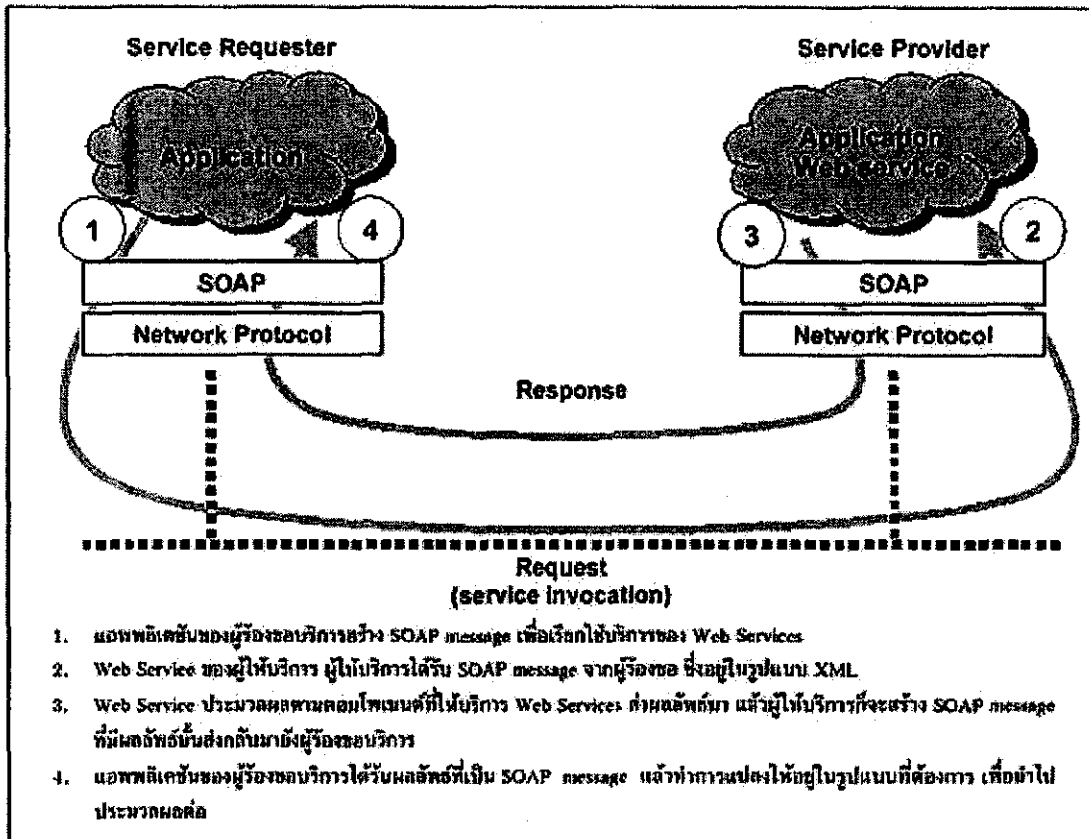 Service Requester
Service Provider
Application
Application
Web service
1
4
3
2
SOAP
SOAP
Network Protocol
Network Protocol
Response
Request
(service invocation)
1. แอพพลิเคชันของผู้ร้องขอบริการสร้าง SOAP message เพื่อเรียกใช้บริการของ Web Services
2. Web Service ของผู้ให้บริการ ผู้ให้บริการได้รับ SOAP message จากผู้ร้องขอ ซึ่งอยู่ในรูปแบบ XML
3. Web Service ประมวลผลตามคอมโพเนนต์ที่ให้บริการ Web Services ส่งผลลัพธ์มา แล้วผู้ให้บริการก็จะสร้าง SOAP message
ที่มีผลลัพธ์นั้นส่งกลับมายังผู้ร้องขอบริการ
4. แอพพลิเคชันของผู้ร้องขอบริการได้รับผลลัพธ์ที่เป็น SOAP message แล้วทำการแปลงให้อยู่ในรูปแบบที่ต้องการ เพื่อนำไป
ประมวลผลต่อ